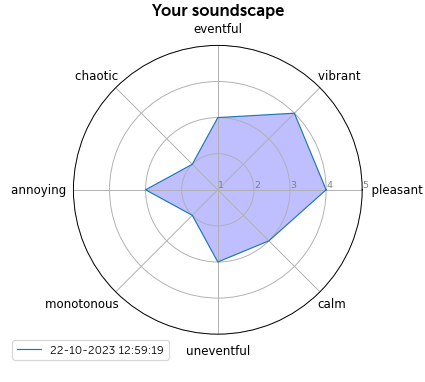 Your soundscape
eventful
chaotic
vibrant
annoying
1 2 3 4 5
pleasant
monotonous
calm
uneventful
22-10-2023 12:59:19